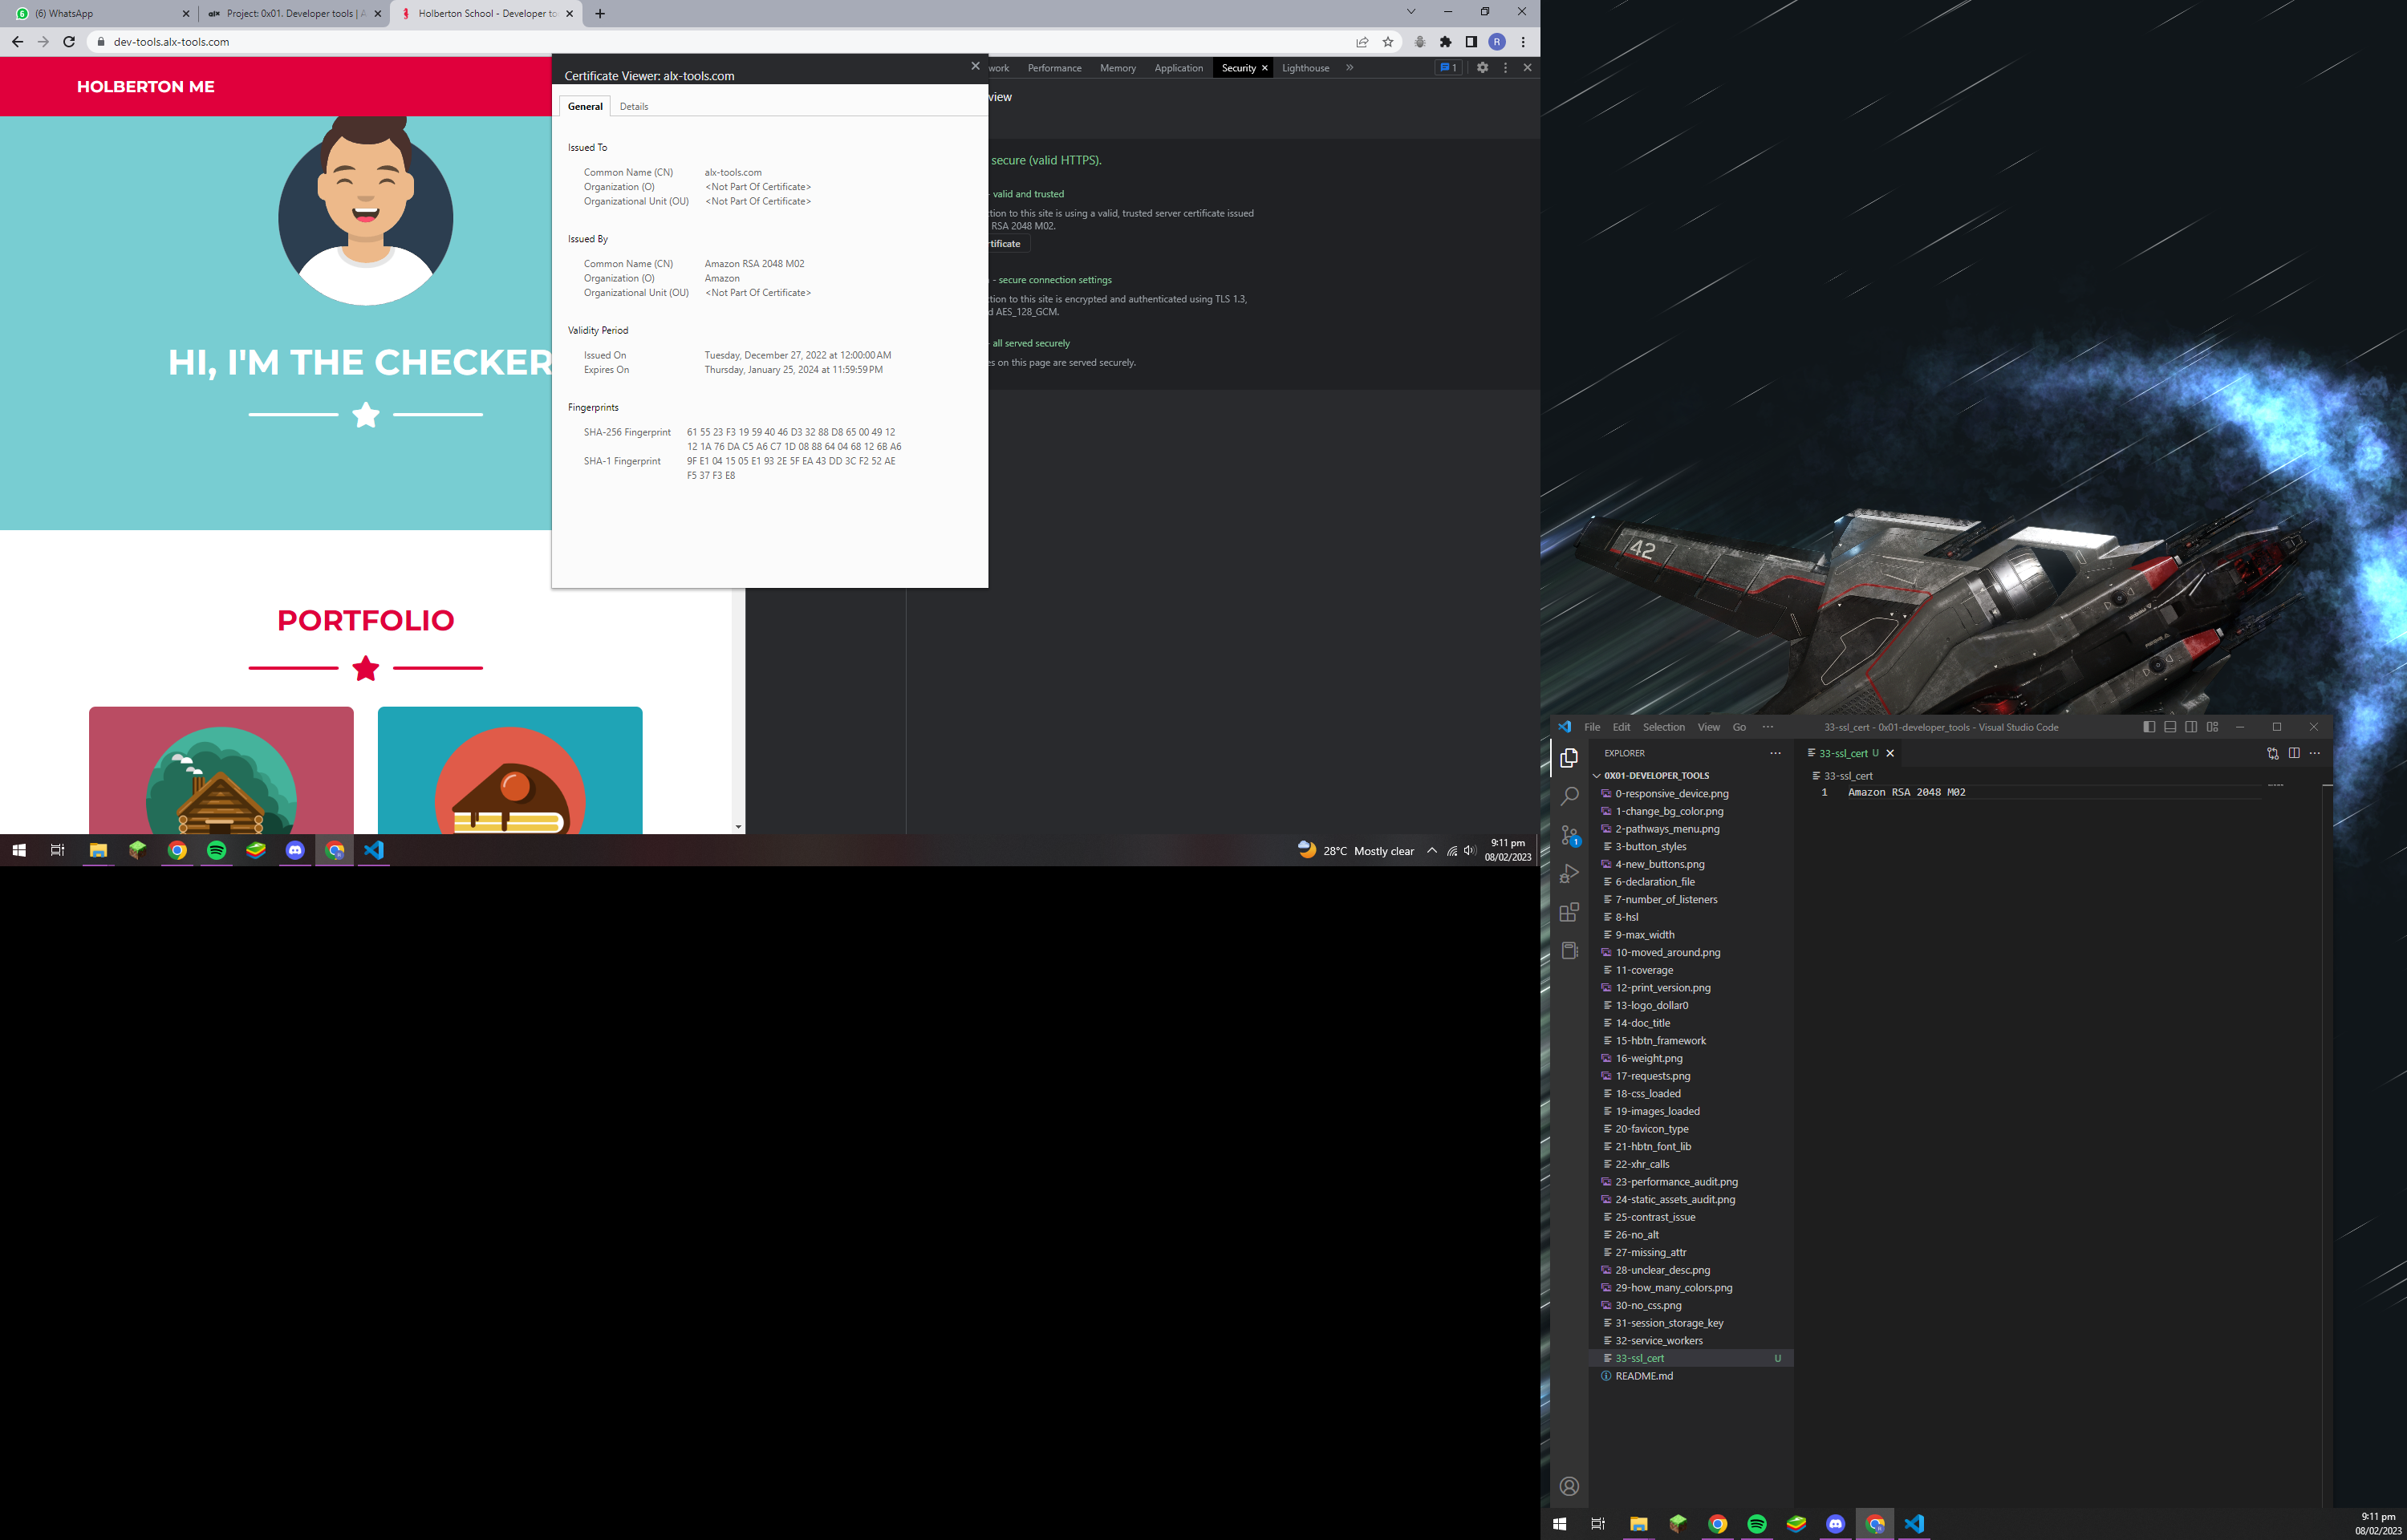 (6) WhatsApp
Project: 0x01. Developer tools | A
Holberton School - Developer to
dev-tools.alx-tools.com
R
HOLBERTON ME
HI, I'M THE CHECKER
PORTFOLIO
Certificate Viewer: alx-tools.com
General Details
Issued To
Common Name (CN) alx-tools.com
Organization (O) <Not Part Of Certificate>
Organizational Unit (OU) <Not Part Of Certificate>
Issued By
Common Name (CN) Amazon RSA 2048 M02
Organization (O) Amazon
Organizational Unit (OU) <Not Part Of Certificate>
Validity Period
Issued On Tuesday, December 27, 2022 at 12:00:00 AM
Expires On Thursday, January 25, 2024 at 11:59:59 PM
Fingerprints
SHA-256 Fingerprint 61 55 23 F3 19 59 40 46 D3 32 88 D8 65 00 49 12
12 1A 76 DA C5 A6 C7 1D 08 88 64 04 68 12 6B A6
SHA-1 Fingerprint 9F E1 04 15 05 E1 93 2E 5F EA 43 DD 3C F2 52 AE
F5 37 F3 E8
work Performance Memory Application Security Lighthouse 1
view
secure (valid HTTPS).
- valid and trusted
tion to this site is using a valid, trusted server certificate issued
RSA 2048 M02.
rtificate
- secure connection settings
tion to this site is encrypted and authenticated using TLS 1.3,
d AES_128_GCM.
- all served securely
es on this page are served securely.
28°C Mostly clear
9:11 pm
08/02/2023
42
File Edit Selection View Go ··· 33-ssl_cert - 0x01-developer_tools - Visual Studio Code
EXPLORER
0X01-DEVELOPER_TOOLS
0-responsive_device.png
1-change_bg_color.png
2-pathways_menu.png
3-button_styles
4-new_buttons.png
6-declaration_file
7-number_of_listeners
8-hsl
9-max_width
10-moved_around.png
11-coverage
12-print_version.png
13-logo_dollar0
14-doc_title
15-hbtn_framework
16-weight.png
17-requests.png
18-css_loaded
19-images_loaded
20-favicon_type
21-hbtn_font_lib
22-xhr_calls
23-performance_audit.png
24-static_assets_audit.png
25-contrast_issue
26-no_alt
27-missing_attr
28-unclear_desc.png
29-how_many_colors.png
30-no_css.png
31-session_storage_key
32-service_workers
33-ssl_cert U
README.md
1
33-ssl_cert U
33-ssl_cert
1 Amazon RSA 2048 M02
9:11 pm
08/02/2023